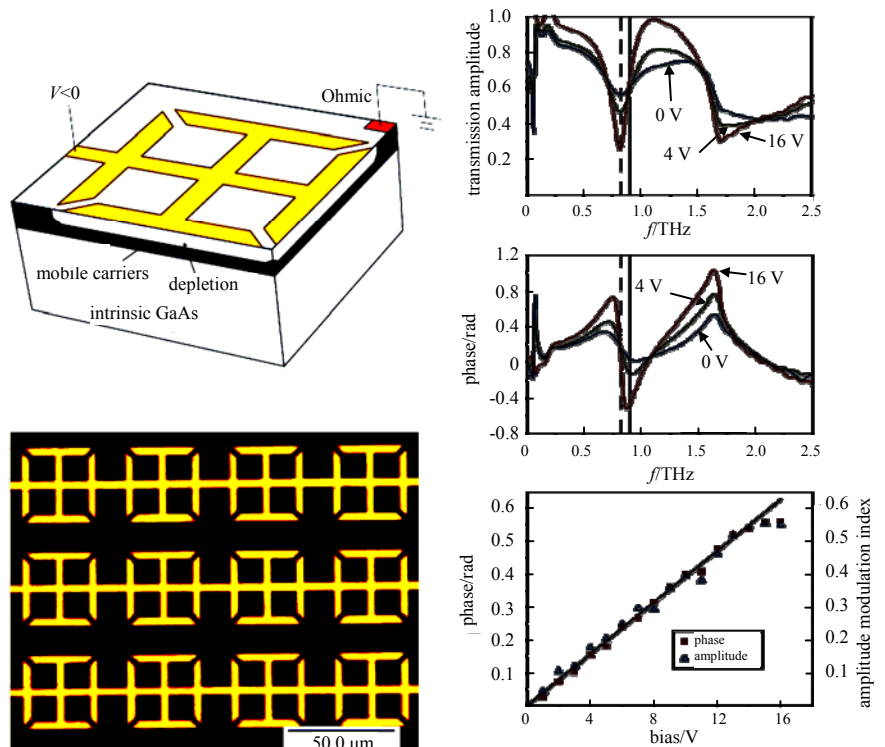 V<0
Ohmic
mobile carriers
depletion
intrinsic GaAs
50.0 μm
transmission amplitude
1.0
0.8
0.6
0.4
0 V
4 V
16 V
0 0.5 1.0 1.5 2.0 2.5
f/THz
phase/rad
1.2
0.8
0.4
0
-0.4
-0.8
16 V
4 V
0 V
0 0.5 1.0 1.5 2.0 2.5
f/THz
phase/rad
0.6
0.5
0.4
0.3
0.2
0.1
phase
amplitude
0.6
0.5
0.4
0.3
0.2
0.1
amplitude modulation index
0 4 8 12 16
bias/V